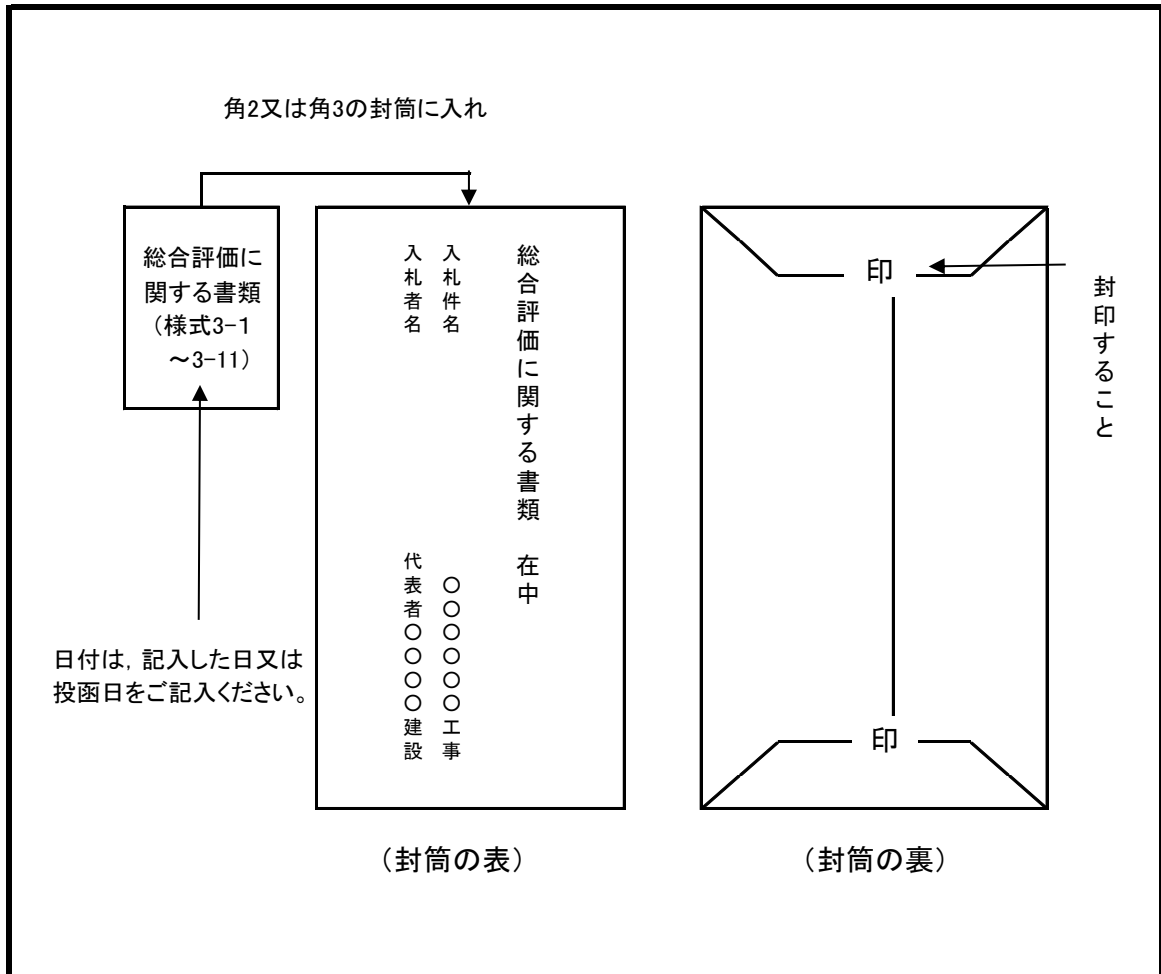 角2又は角3の封筒に入れ
総合評価に
関する書類
（様式3-1
～3-11）
総合評価に関する書類　在中
入札件名　○○○○○○工事
入札者名　代表者○○○○建設
印
封印すること
印
日付は，記入した日又は
投函日をご記入ください。
（封筒の表）
（封筒の裏）